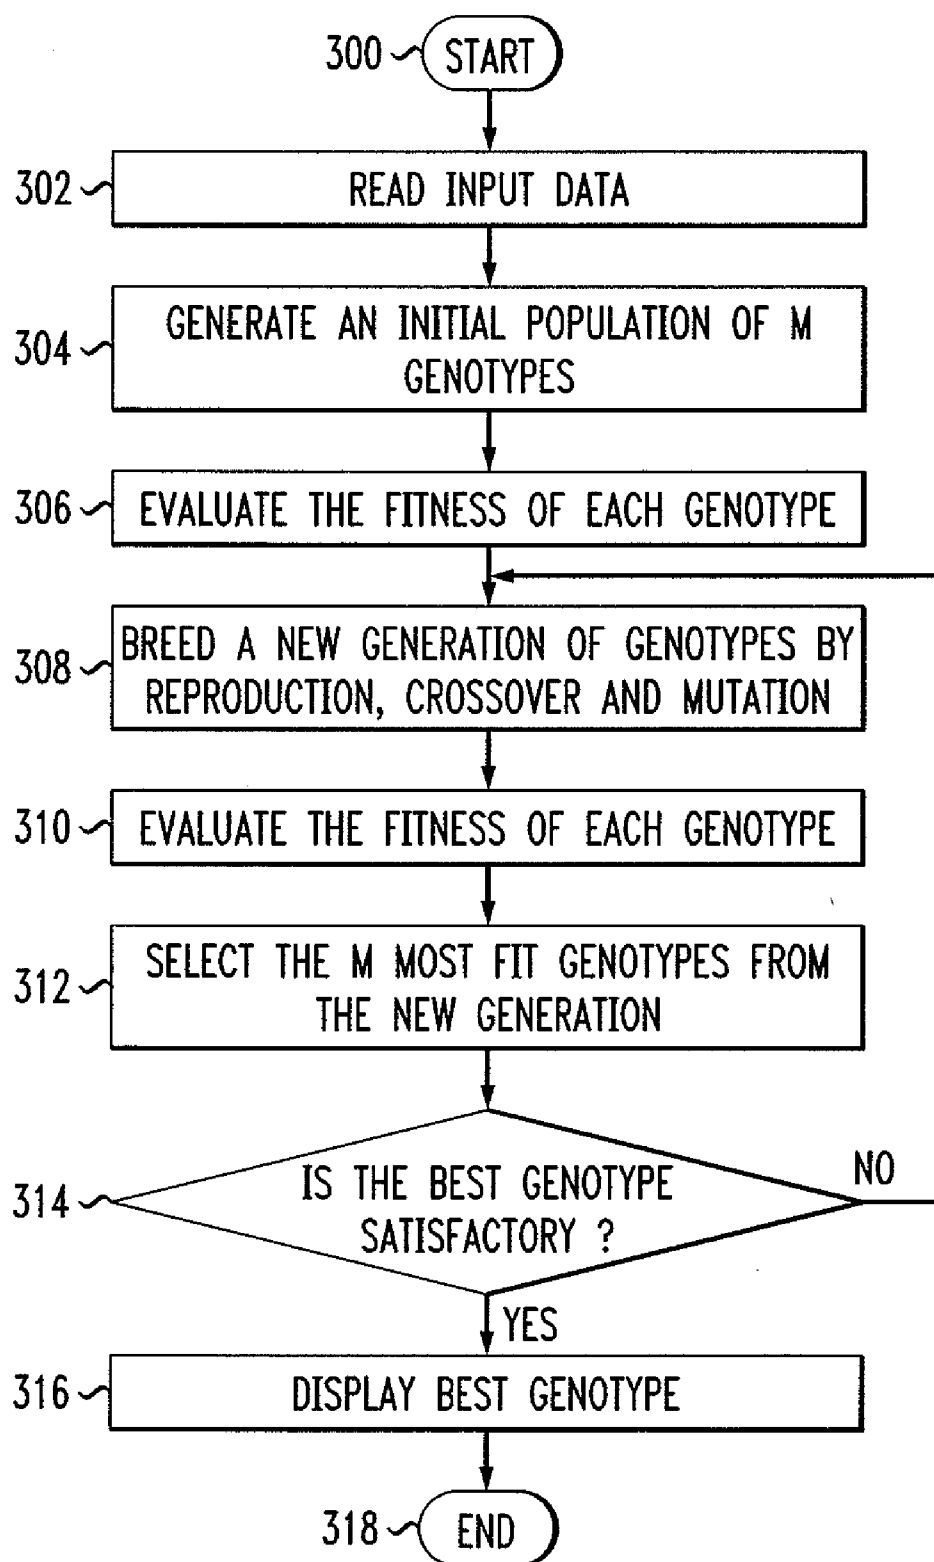 300 START
302 READ INPUT DATA
304 GENERATE AN INITIAL POPULATION OF M
GENOTYPES
306 EVALUATE THE FITNESS OF EACH GENOTYPE
308 BREED A NEW GENERATION OF GENOTYPES BY
REPRODUCTION, CROSSOVER AND MUTATION
310 EVALUATE THE FITNESS OF EACH GENOTYPE
312 SELECT THE M MOST FIT GENOTYPES FROM
THE NEW GENERATION
314 IS THE BEST GENOTYPE
SATISFACTORY ?
NO
YES
316 DISPLAY BEST GENOTYPE
318 END